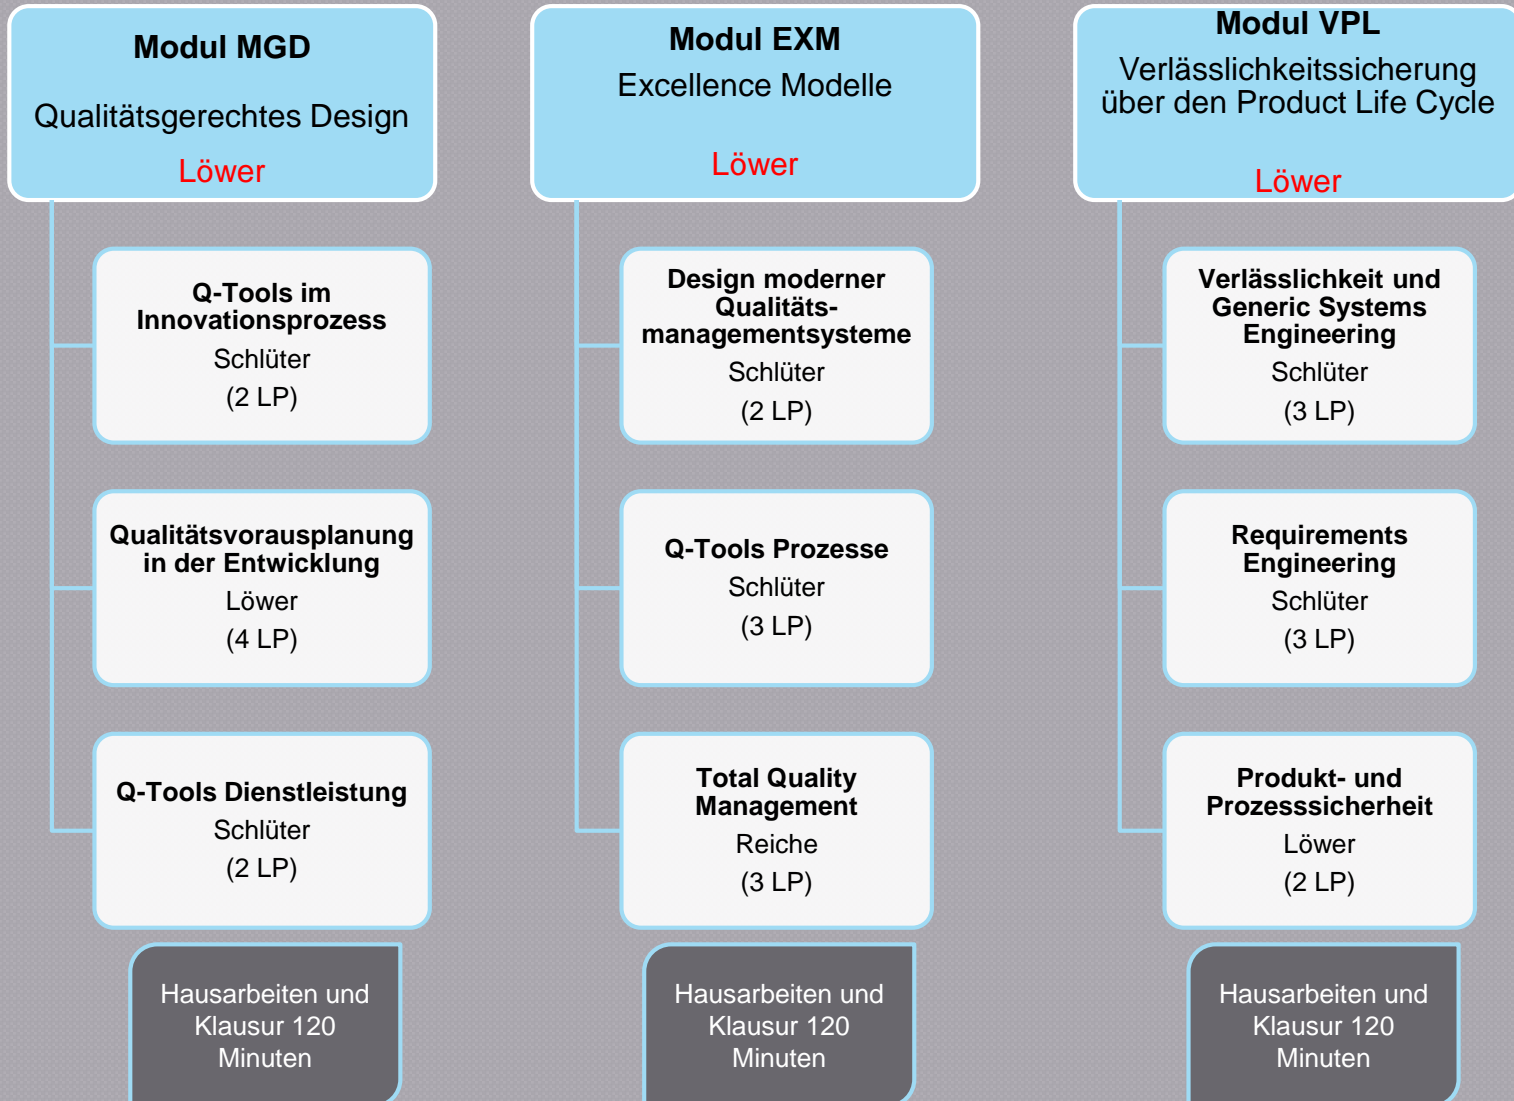 Modul MGD
Qualitätsgerechtes Design
Löwer
Q-Tools im
Innovationsprozess
Schlüter
(2 LP)
Qualitätsvorausplanung
in der Entwicklung
Löwer
(4 LP)
Q-Tools Dienstleistung
Schlüter
(2 LP)
Hausarbeiten und
Klausur 120
Minuten
Modul EXM
Excellence Modelle
Löwer
Design moderner
Qualitäts-
managementsysteme
Schlüter
(2 LP)
Q-Tools Prozesse
Schlüter
(3 LP)
Total Quality
Management
Reiche
(3 LP)
Hausarbeiten und
Klausur 120
Minuten
Modul VPL
Verlässlichkeitssicherung
über den Product Life Cycle
Löwer
Verlässlichkeit und
Generic Systems
Engineering
Schlüter
(3 LP)
Requirements
Engineering
Schlüter
(3 LP)
Produkt- und
Prozesssicherheit
Löwer
(2 LP)
Hausarbeiten und
Klausur 120
Minuten